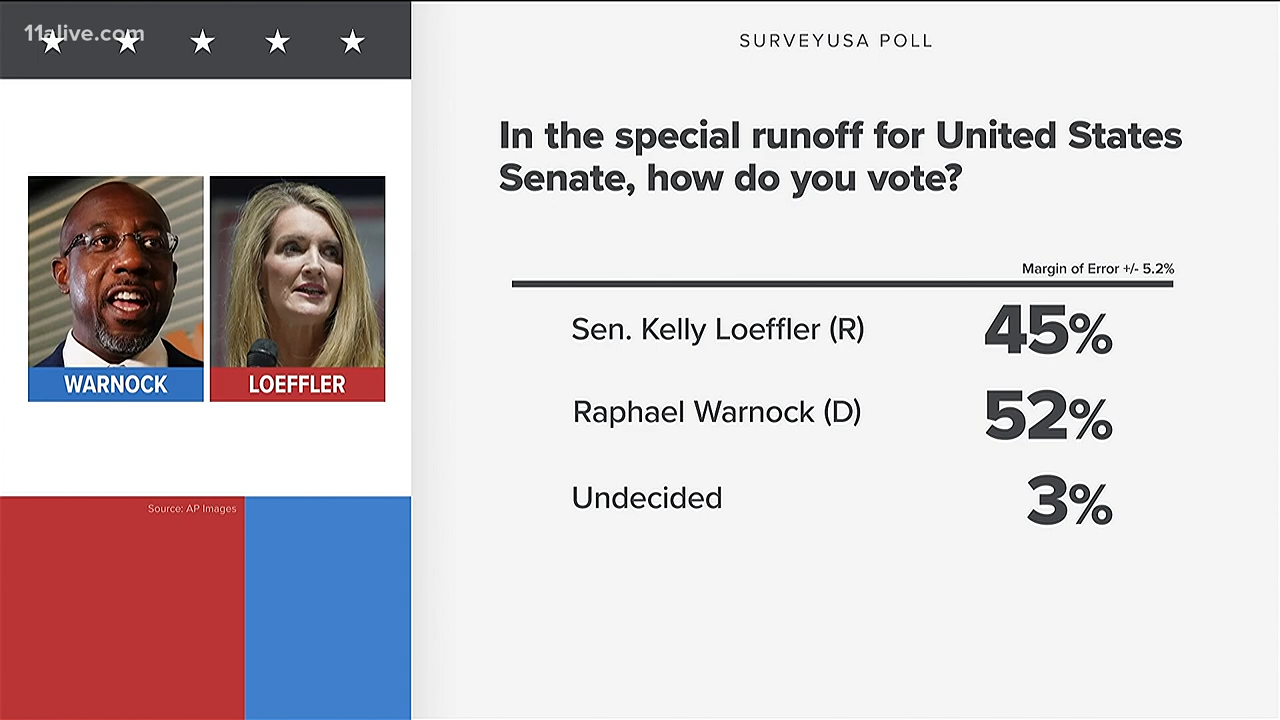 11alive.com
SURVEYUSA POLL
In the special runoff for United States
Senate, how do you vote?
Margin of Error +/- 5.2%
Sen. Kelly Loeffler (R) 45%
Raphael Warnock (D) 52%
Undecided 3%
WARNOCK LOEFFLER
Source: AP Images